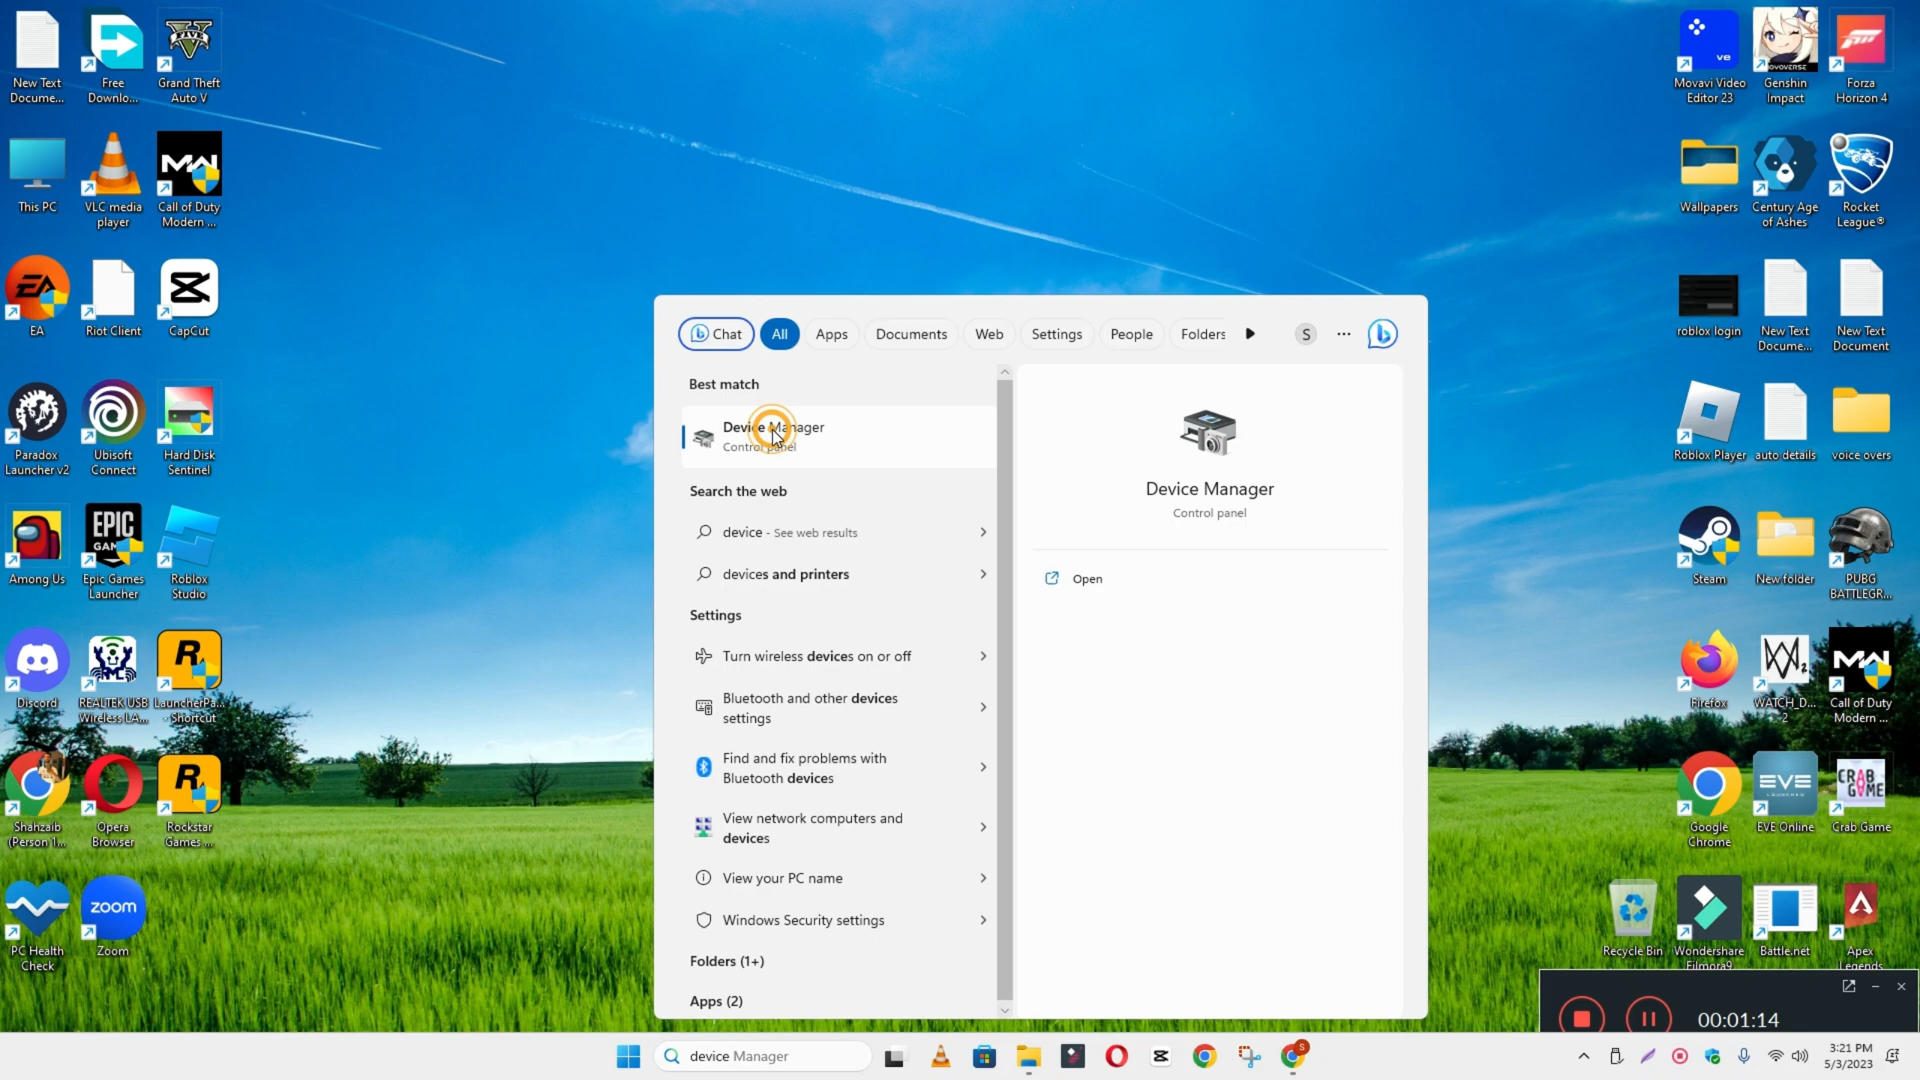 New Text
Docume...
Free
Downlo...
Grand Theft
Auto V
This PC
VLC media
player
Call of Duty
Modern ...
EA
Riot Client
CapCut
Paradox
Launcher v2
Ubisoft
Connect
Hard Disk
Sentinel
Among Us
EPIC
Epic Games
Launcher
Roblox
Studio
Discord
REALTEK USB
Wireless LA...
LauncherPa...
- Shortcut
Shahzaib
(Person 1...
Opera
Browser
Rockstar
Games ...
PC Health
Check
zoom
Zoom
Chat
All
Apps
Documents
Web
Settings
People
Folders
S
Best match
Device Manager
Control panel
Search the web
device - See web results
devices and printers
Settings
Turn wireless devices on or off
Bluetooth and other devices
settings
Find and fix problems with
Bluetooth devices
View network computers and
devices
View your PC name
Windows Security settings
Folders (1+)
Apps (2)
Device Manager
Control panel
Open
Movavi Video
Editor 23
Genshin
Impact
Forza
Horizon 4
Wallpapers
Century Age
of Ashes
Rocket
League®
roblox login
New Text
Docume...
New Text
Document
Roblox Player
auto details
voice overs
Steam
New folder
PUBG
BATTLEGR...
Firefox
WATCH_D...
2
Call of Duty
Modern ...
Google
Chrome
EVE
EVE Online
CRAB
GAME
Crab Game
Recycle Bin
Wondershare
Filmora9
Battle.net
Apex
Legends
00:01:14
device Manager
3:21 PM
5/3/2023